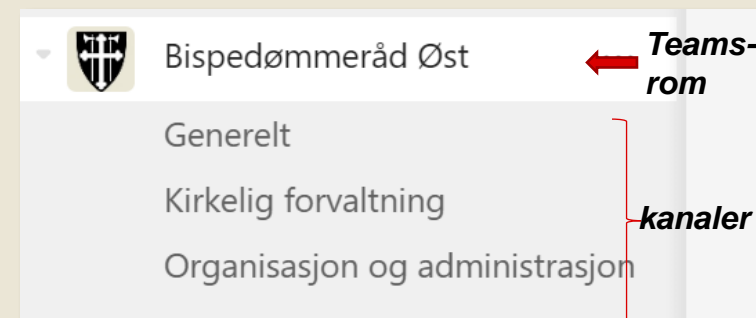 Bispedømmeråd Øst
Teams-
rom
Generelt
Kirkelig forvaltning
kanaler
Organisasjon og administrasjon